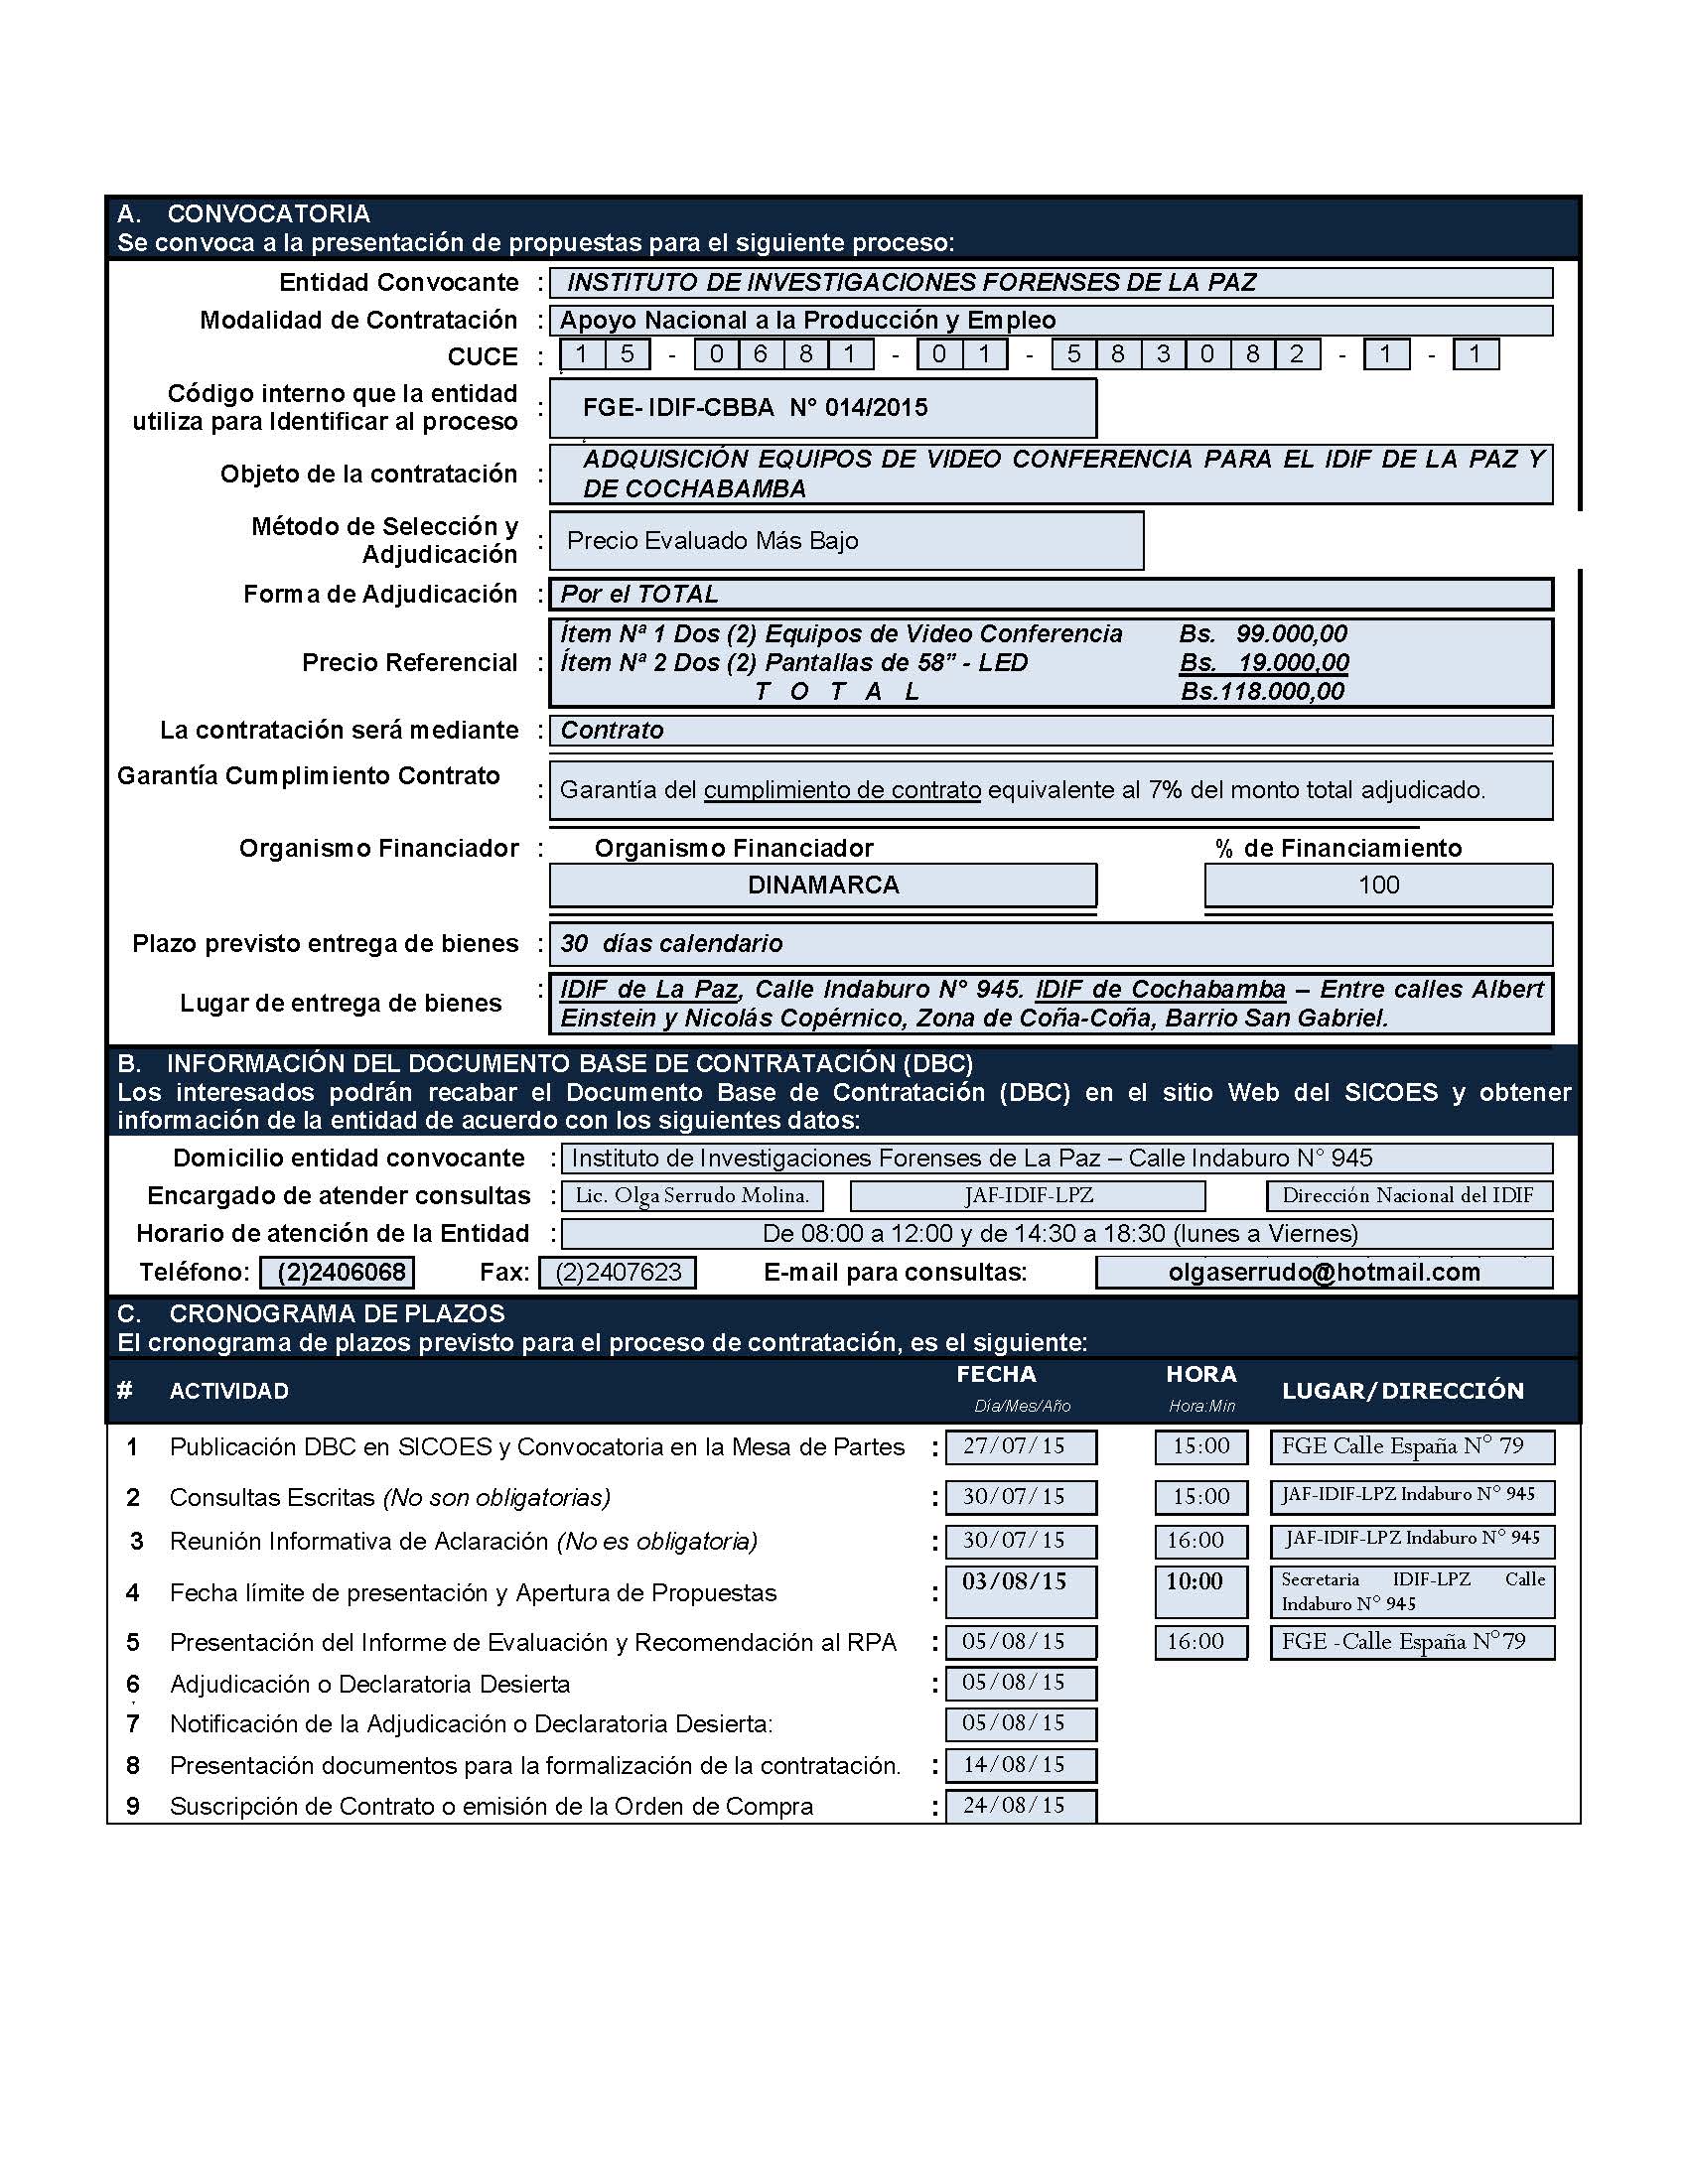 A. CONVOCATORIA
Se convoca a la presentación de propuestas para el siguiente proceso:
Entidad Convocante : INSTITUTO DE INVESTIGACIONES FORENSES DE LA PAZ
Modalidad de Contratación : Apoyo Nacional a la Producción y Empleo
CUCE : 1 5 - 0 6 8 1 - 0 1 - 5 8 3 0 8 2 - 1 - 1
Código interno que la entidad
utiliza para Identificar al proceso : FGE- IDIF-CBBA N° 014/2015
Objeto de la contratación : ADQUISICIÓN EQUIPOS DE VIDEO CONFERENCIA PARA EL IDIF DE LA PAZ Y
DE COCHABAMBA
Método de Selección y
Adjudicación : Precio Evaluado Más Bajo
Forma de Adjudicación : Por el TOTAL
Ítem Nª 1 Dos (2) Equipos de Video Conferencia Bs. 99.000,00
Precio Referencial : Ítem Nª 2 Dos (2) Pantallas de 58” - LED Bs. 19.000,00
T O T A L Bs.118.000,00
La contratación será mediante : Contrato
Garantía Cumplimiento Contrato : Garantía del cumplimiento de contrato equivalente al 7% del monto total adjudicado.
Organismo Financiador : Organismo Financiador % de Financiamiento
DINAMARCA 100
Plazo previsto entrega de bienes : 30 días calendario
Lugar de entrega de bienes : IDIF de La Paz, Calle Indaburo N° 945. IDIF de Cochabamba – Entre calles Albert
Einstein y Nicolás Copérnico, Zona de Coña-Coña, Barrio San Gabriel.
B. INFORMACIÓN DEL DOCUMENTO BASE DE CONTRATACIÓN (DBC)
Los interesados podrán recabar el Documento Base de Contratación (DBC) en el sitio Web del SICOES y obtener
información de la entidad de acuerdo con los siguientes datos:
Domicilio entidad convocante : Instituto de Investigaciones Forenses de La Paz – Calle Indaburo N° 945
Encargado de atender consultas : Lic. Olga Serrudo Molina. JAF-IDIF-LPZ Dirección Nacional del IDIF
Horario de atención de la Entidad : De 08:00 a 12:00 y de 14:30 a 18:30 (lunes a Viernes)
Teléfono: (2)2406068 Fax: (2)2407623 E-mail para consultas: olgaserrudo@hotmail.com
C. CRONOGRAMA DE PLAZOS
El cronograma de plazos previsto para el proceso de contratación, es el siguiente:
# ACTIVIDAD FECHA HORA LUGAR/DIRECCIÓN
Día/Mes/Año Hora:Min
1 Publicación DBC en SICOES y Convocatoria en la Mesa de Partes : 27/07/15 15:00 FGE Calle España N° 79
2 Consultas Escritas (No son obligatorias) : 30/07/15 15:00 JAF-IDIF-LPZ Indaburo N° 945
3 Reunión Informativa de Aclaración (No es obligatoria) : 30/07/15 16:00 JAF-IDIF-LPZ Indaburo N° 945
4 Fecha límite de presentación y Apertura de Propuestas : 03/08/15 10:00 Secretaria IDIF-LPZ Calle
Indaburo N° 945
5 Presentación del Informe de Evaluación y Recomendación al RPA : 05/08/15 16:00 FGE -Calle España N°79
6 Adjudicación o Declaratoria Desierta : 05/08/15
7 Notificación de la Adjudicación o Declaratoria Desierta: 05/08/15
8 Presentación documentos para la formalización de la contratación. : 14/08/15
9 Suscripción de Contrato o emisión de la Orden de Compra : 24/08/15